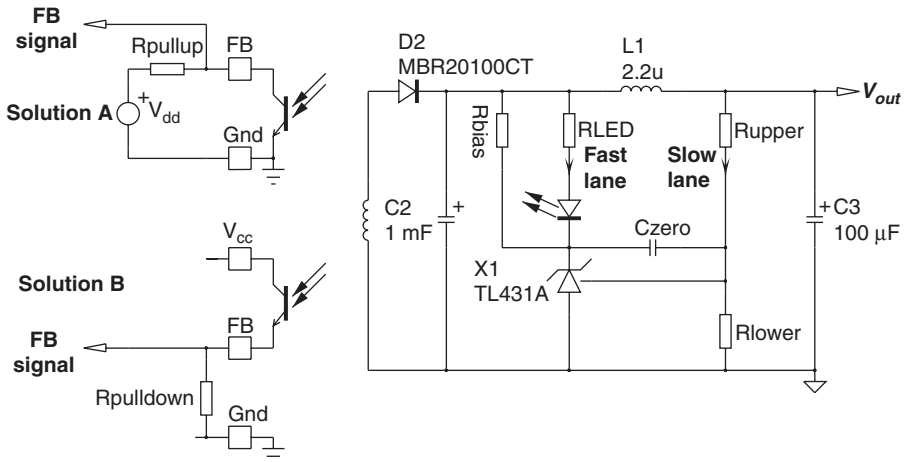 FB
signal
Rpullup
FB
Solution A
+
Vdd
Gnd
Solution B
Vcc
FB
signal
FB
Rpulldown
Gnd
D2
MBR20100CT
L1
2.2u
Vout
Rbias
RLED
Fast
lane
Slow
lane
Rupper
C2
1 mF
+
Czero
+
C3
100 μF
X1
TL431A
Rlower